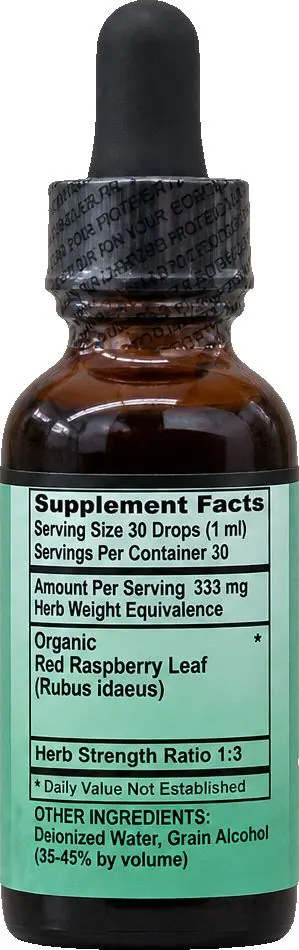 Supplement Facts
Serving Size 30 Drops (1 ml)
Servings Per Container 30
Amount Per Serving 333 mg
Herb Weight Equivalence
Organic *
Red Raspberry Leaf
(Rubus idaeus)
Herb Strength Ratio 1:3
* Daily Value Not Established
OTHER INGREDIENTS:
Deionized Water, Grain Alcohol
(35-45% by volume)